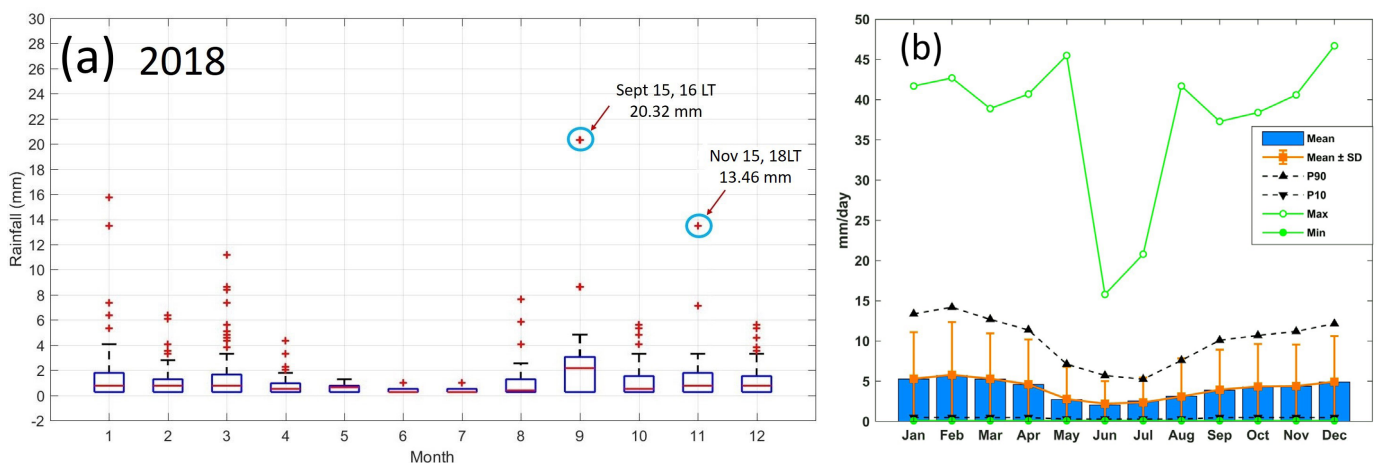 (a) 2018
Rainfall (mm)
30
28
26
24
22
20
18
16
14
12
10
8
6
4
2
0
-2
Sept 15, 16 LT
20.32 mm
Nov 15, 18LT
13.46 mm
1 2 3 4 5 6 7 8 9 10 11 12
Month
(b)
mm/day
50
45
40
35
30
25
20
15
10
5
0
Mean
Mean ± SD
P90
P10
Max
Min
Jan Feb Mar Apr May Jun Jul Aug Sep Oct Nov Dec